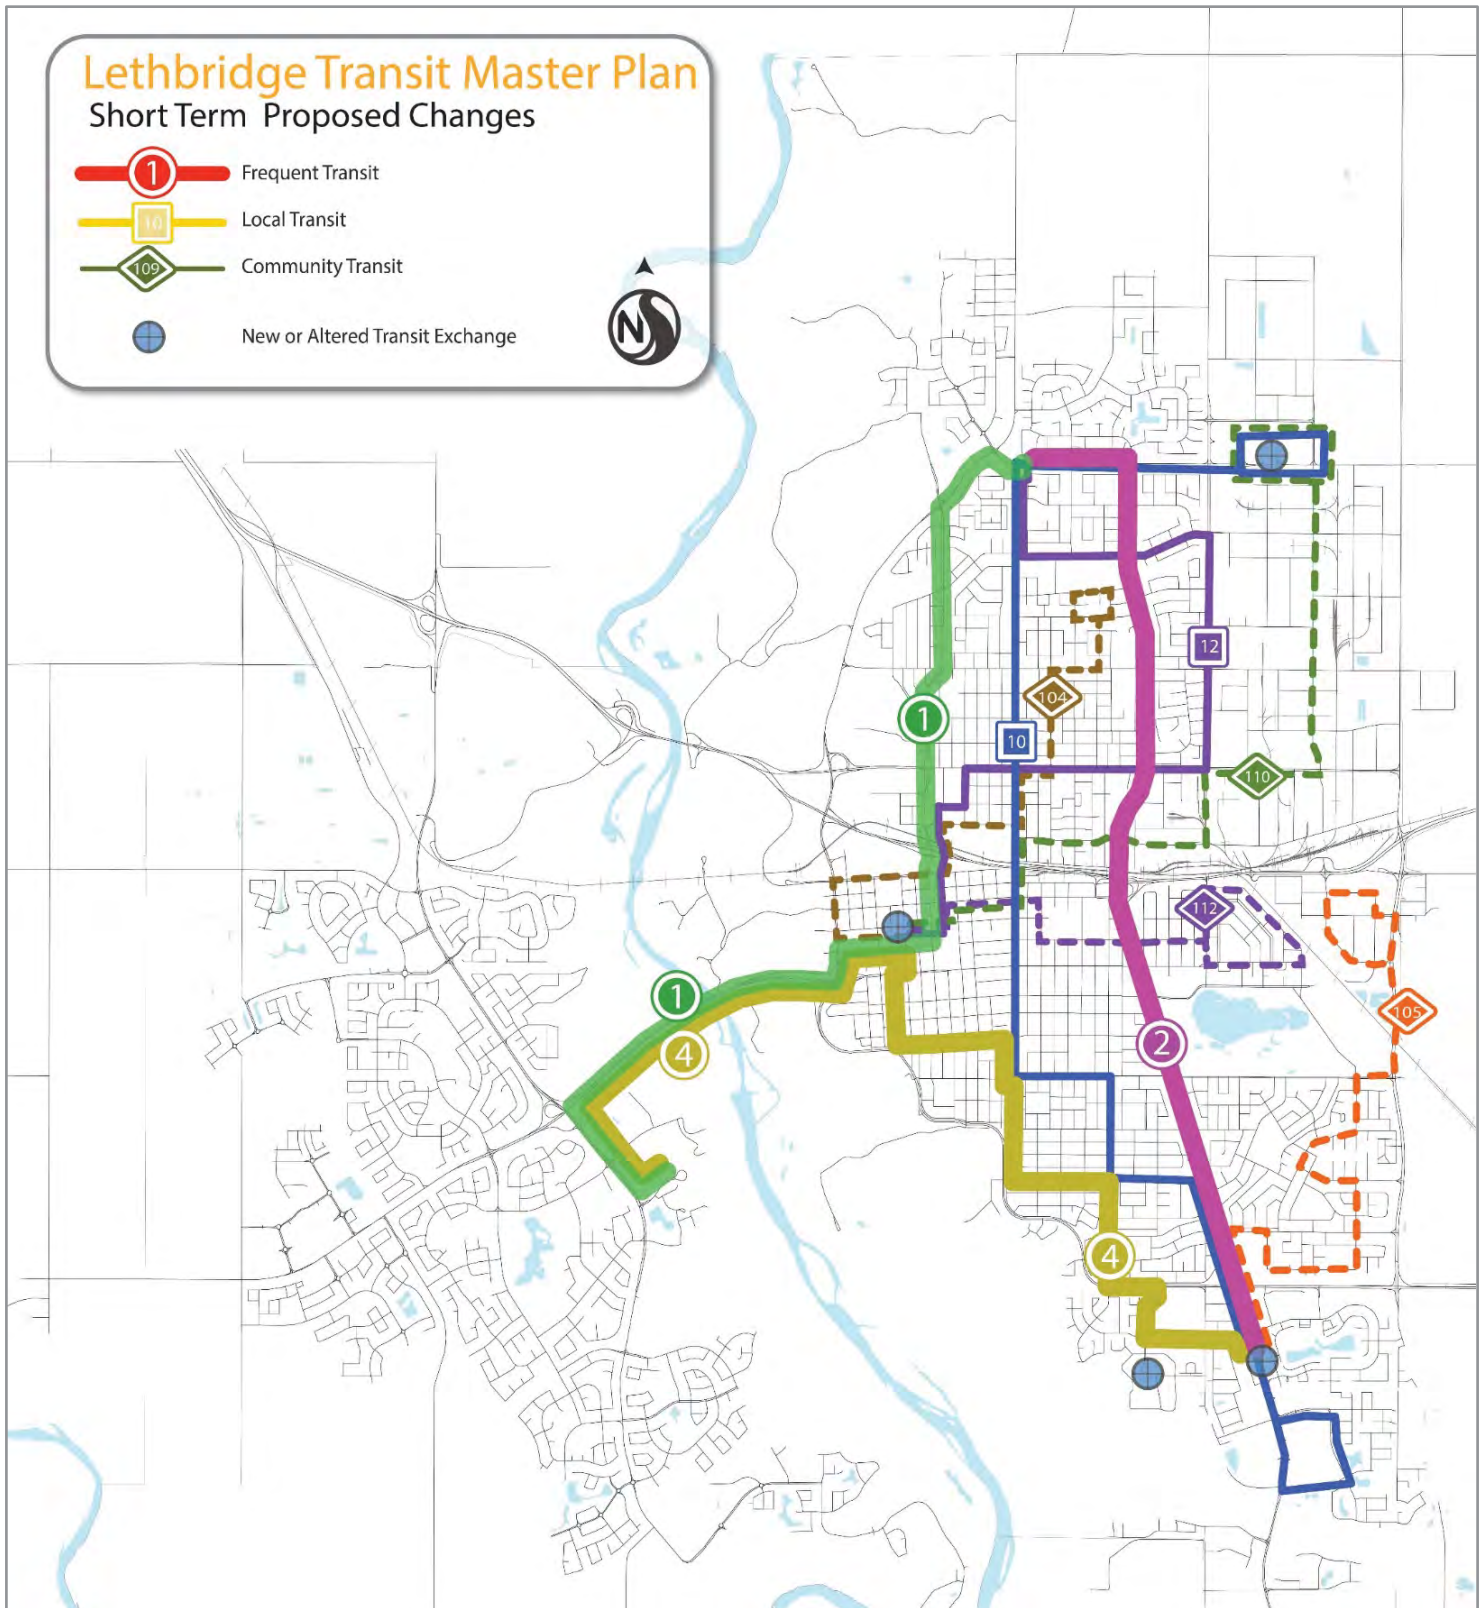 Lethbridge Transit Master Plan
Short Term Proposed Changes
1 Frequent Transit
10 Local Transit
109 Community Transit
New or Altered Transit Exchange
N
12
104
1
10
110
112
1
105
2
4
4